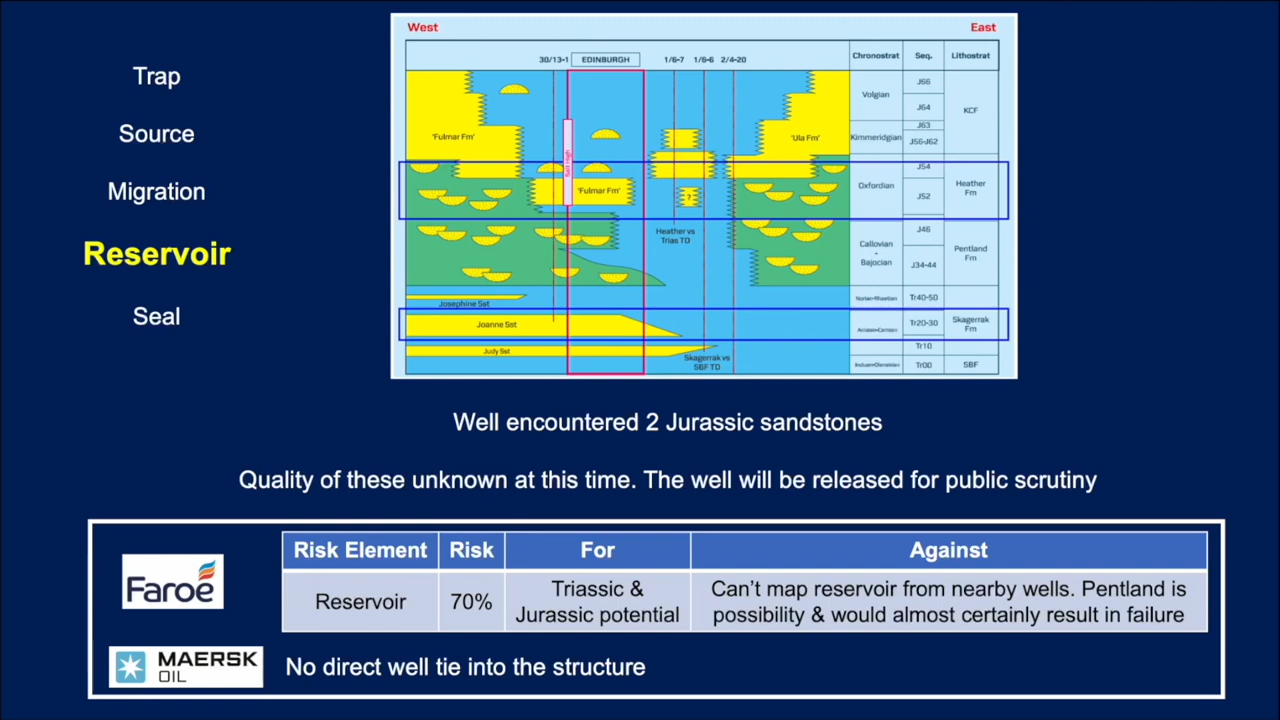 Trap
Source
Migration
Reservoir
Seal
West
East
30/13-1
EDINBURGH
1/6-7
1/6-6
2/4-20
Chronostrat
Seq.
Lithostrat
Volgian
J66
J64
KCF
'Fulmar Fm'
'Ula Fm'
Kimmeridgian
J63
J56-J62
Salt High
J54
Oxfordian
J52
Heather
Fm
'Fulmar Fm'
?
Heather vs
Trias TD
J46
Callovian
-
Bajocian
J34-44
Pentland
Fm
Josephine Sst
Norian-Rhaetian
Tr40-50
Joanne Sst
Tr20-30
Skagerrak
Fm
Judy Sst
Tr10
Skagerrak vs
SBF TD
Tr00
SBF
Well encountered 2 Jurassic sandstones
Quality of these unknown at this time. The well will be released for public scrutiny
Faroe
Risk Element
Risk
For
Against
Reservoir
70%
Triassic &
Jurassic potential
Can't map reservoir from nearby wells. Pentland is
possibility & would almost certainly result in failure
MAERSK
OIL
No direct well tie into the structure